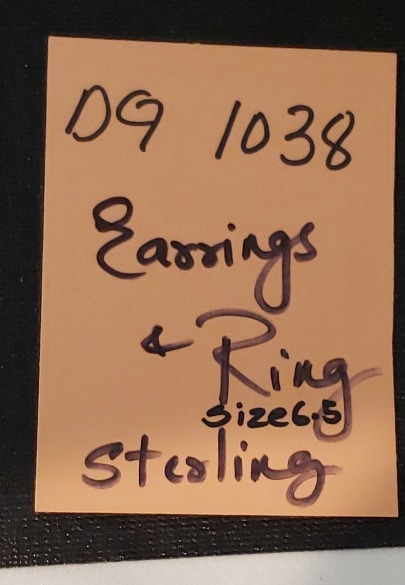 DG 1038
Earrings
& Ring
Size 6.5
Sterling